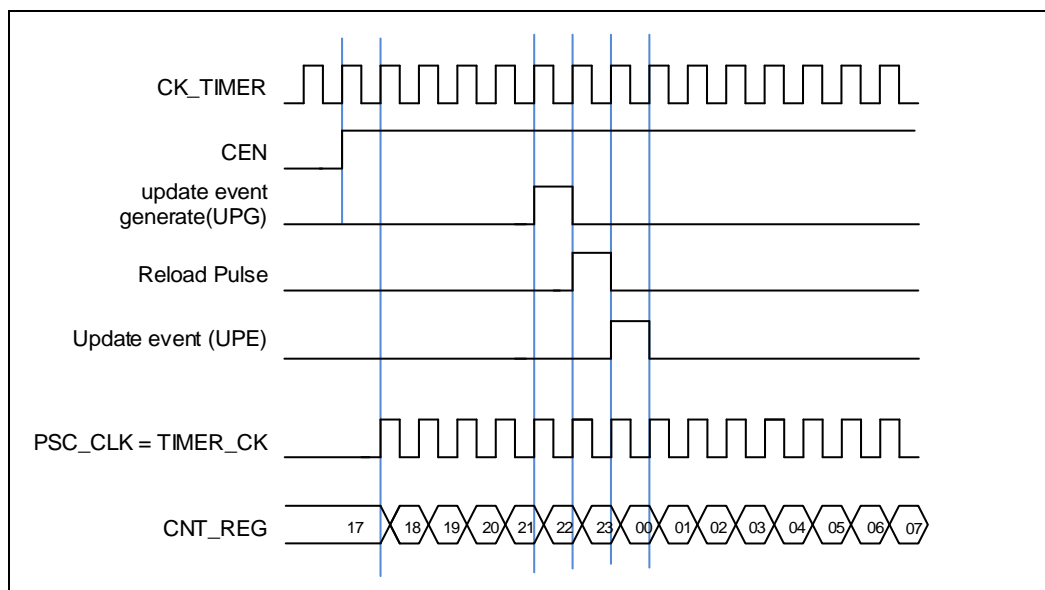 CK_TIMER
CEN
update event
generate(UPG)
Reload Pulse
Update event (UPE)
PSC_CLK = TIMER_CK
CNT_REG 17 18 19 20 21 22 23 00 01 02 03 04 05 06 07